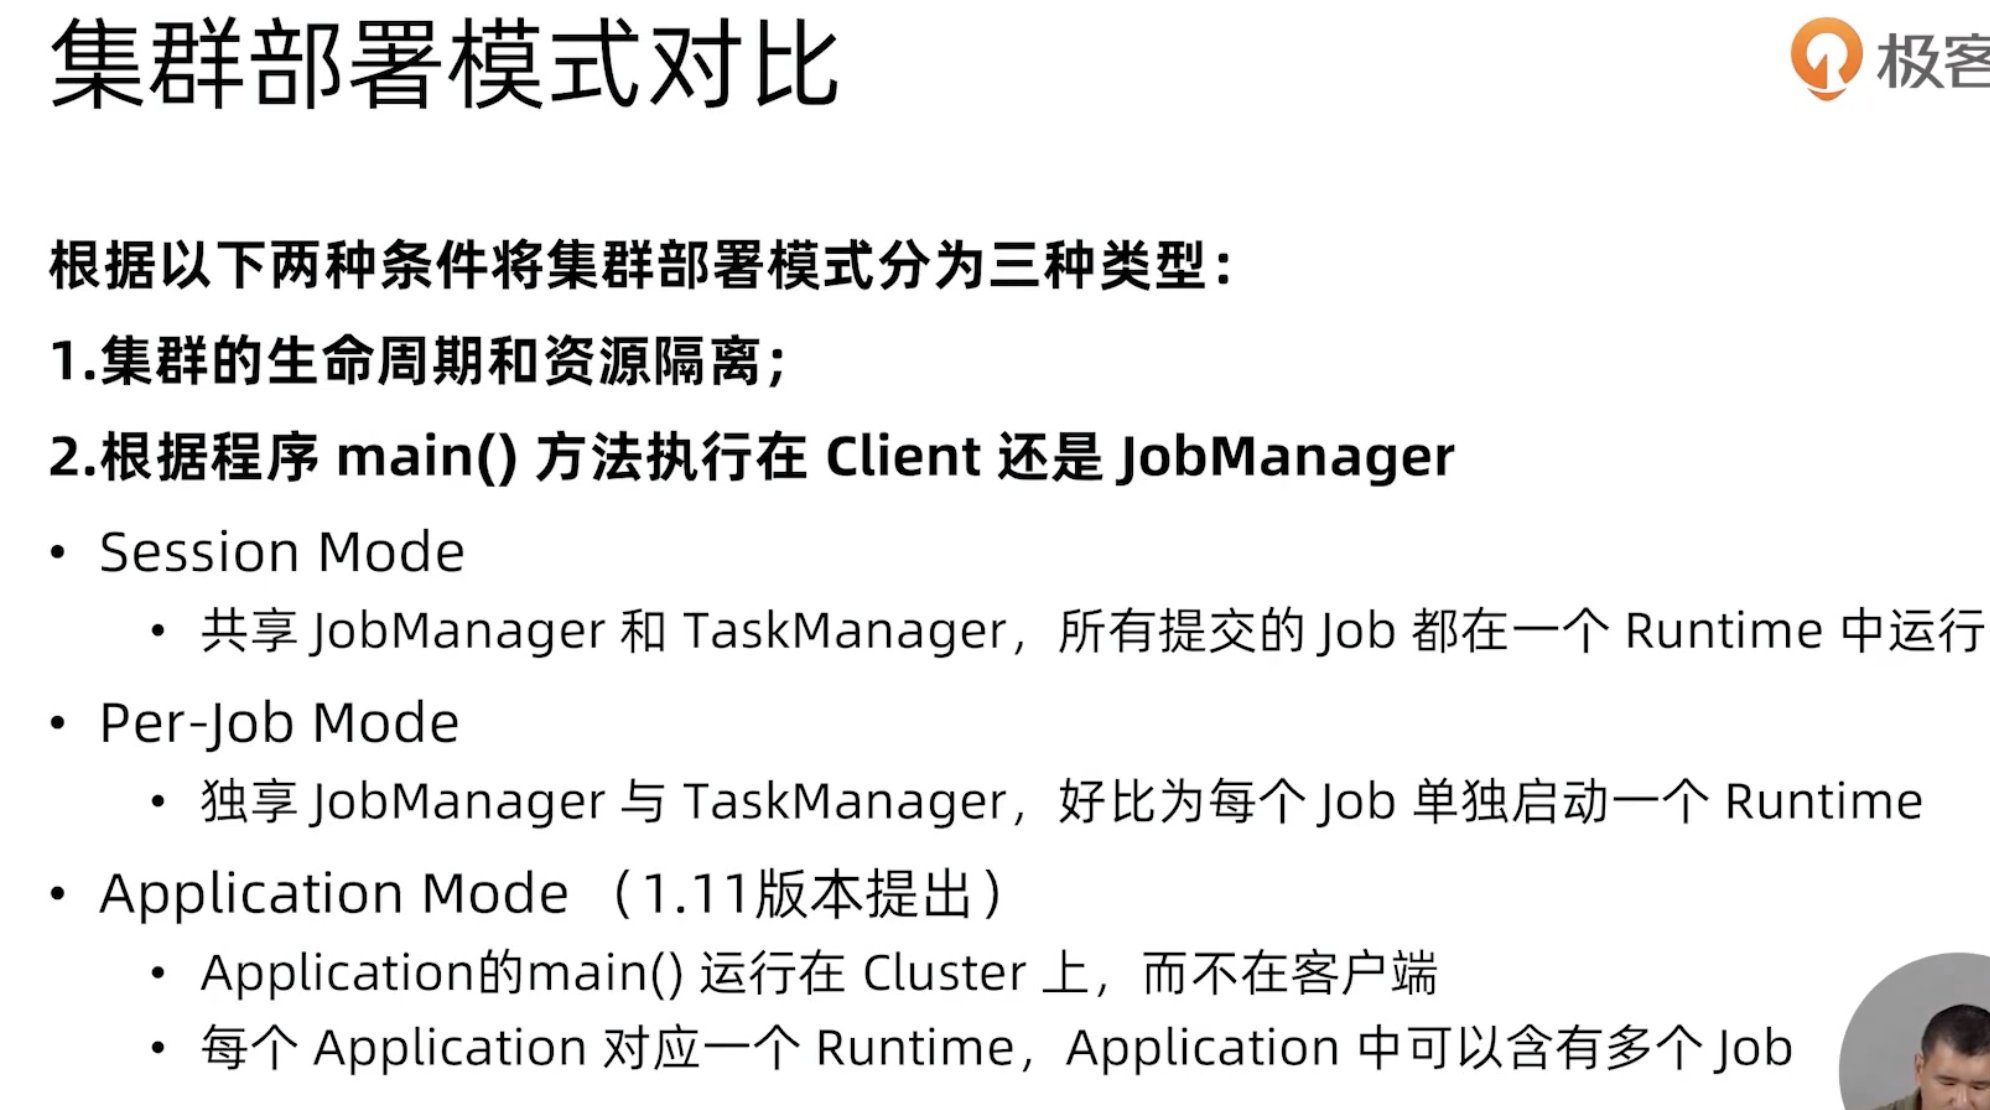 集群部署模式对比
极客
根据以下两种条件将集群部署模式分为三种类型：
1.集群的生命周期和资源隔离；
2.根据程序 main() 方法执行在 Client 还是 JobManager
• Session Mode
• 共享 JobManager 和 TaskManager，所有提交的 Job 都在一个 Runtime 中运行
• Per-Job Mode
• 独享 JobManager 与 TaskManager，好比为每个 Job 单独启动一个 Runtime
• Application Mode （1.11版本提出）
• Application的main() 运行在 Cluster 上，而不在客户端
• 每个 Application 对应一个 Runtime，Application 中可以含有多个 Job